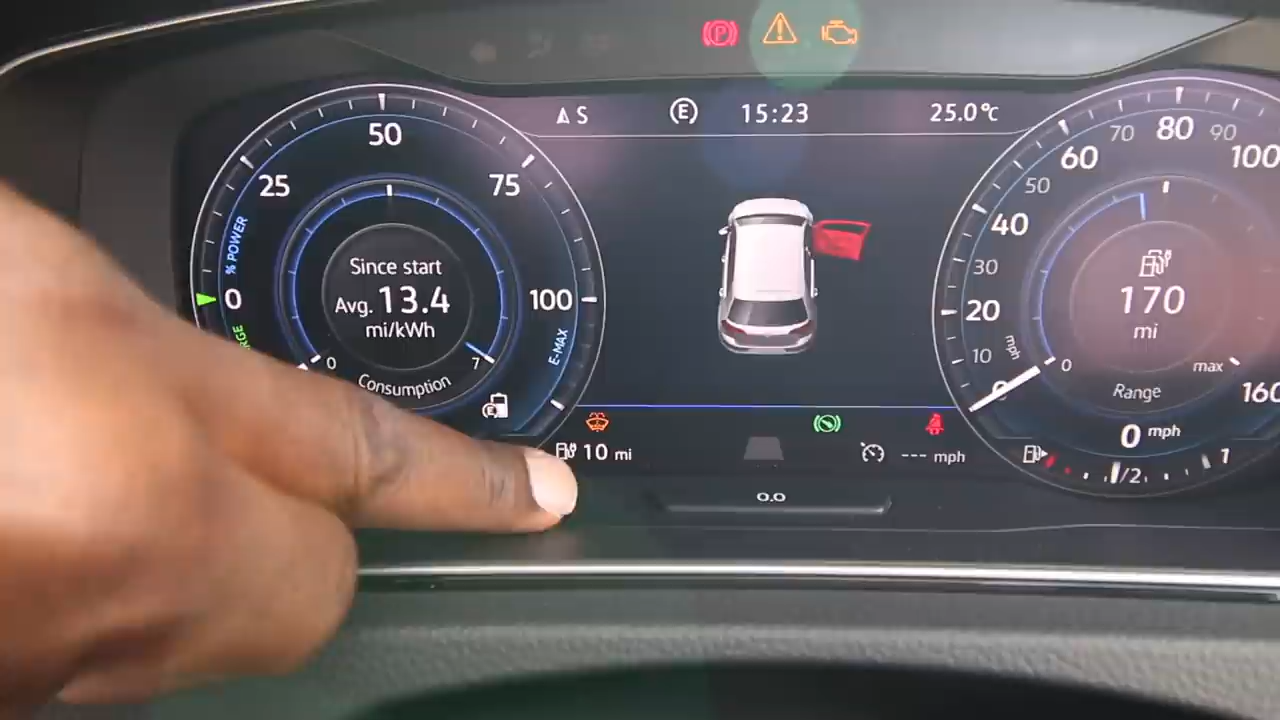 S
E
15:23
25.0℃
0
25
50
75
100
% POWER
E-MAX
Since start
Avg. 13.4
mi/kWh
0
7
Consumption
E
10 mi
--- mph
0.0
0
10
20
30
40
50
60
70
80
90
100
160
mph
170
mi
0
max
Range
0 mph
1/2
1
P